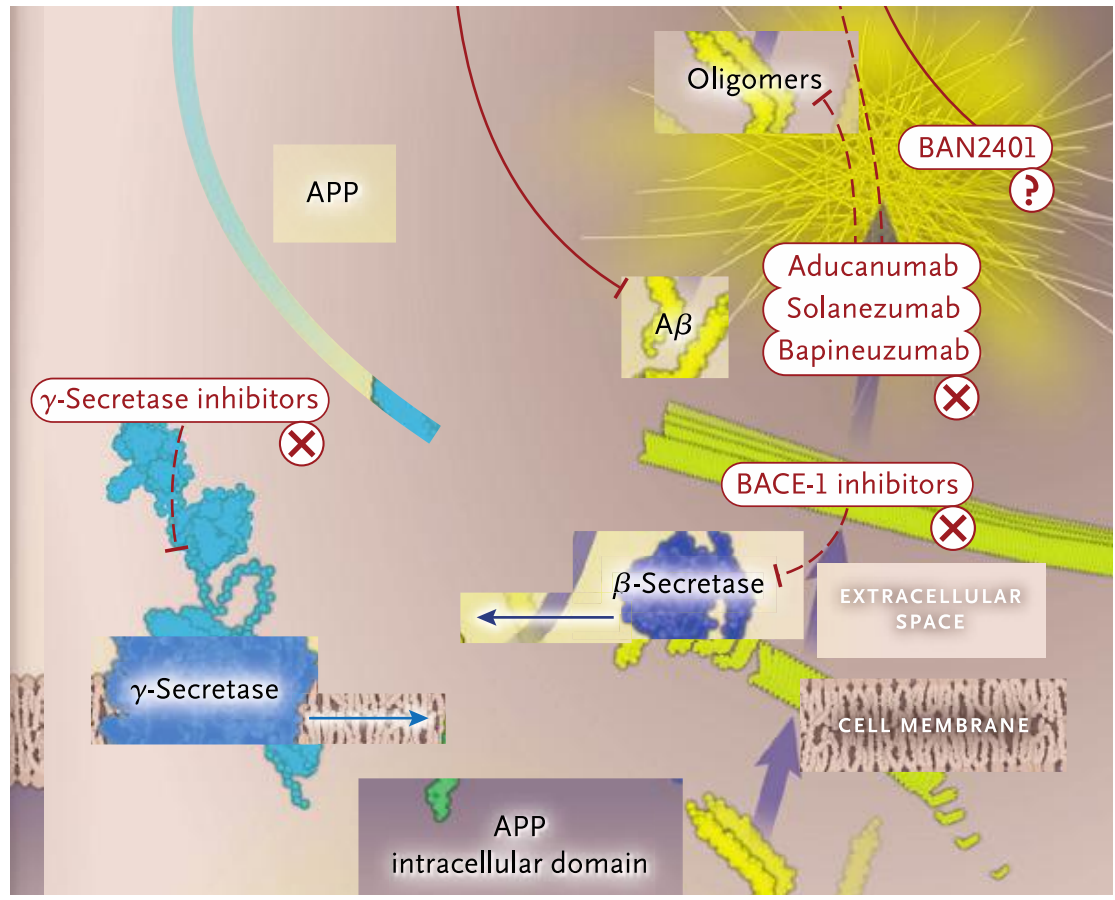 Oligomers
BAN2401
?
APP
Aducanumab
Solanezumab
Bapineuzumab
Aβ
γ-Secretase inhibitors
BACE-1 inhibitors
β-Secretase
EXTRACELLULAR
SPACE
γ-Secretase
CELL MEMBRANE
APP
intracellular domain